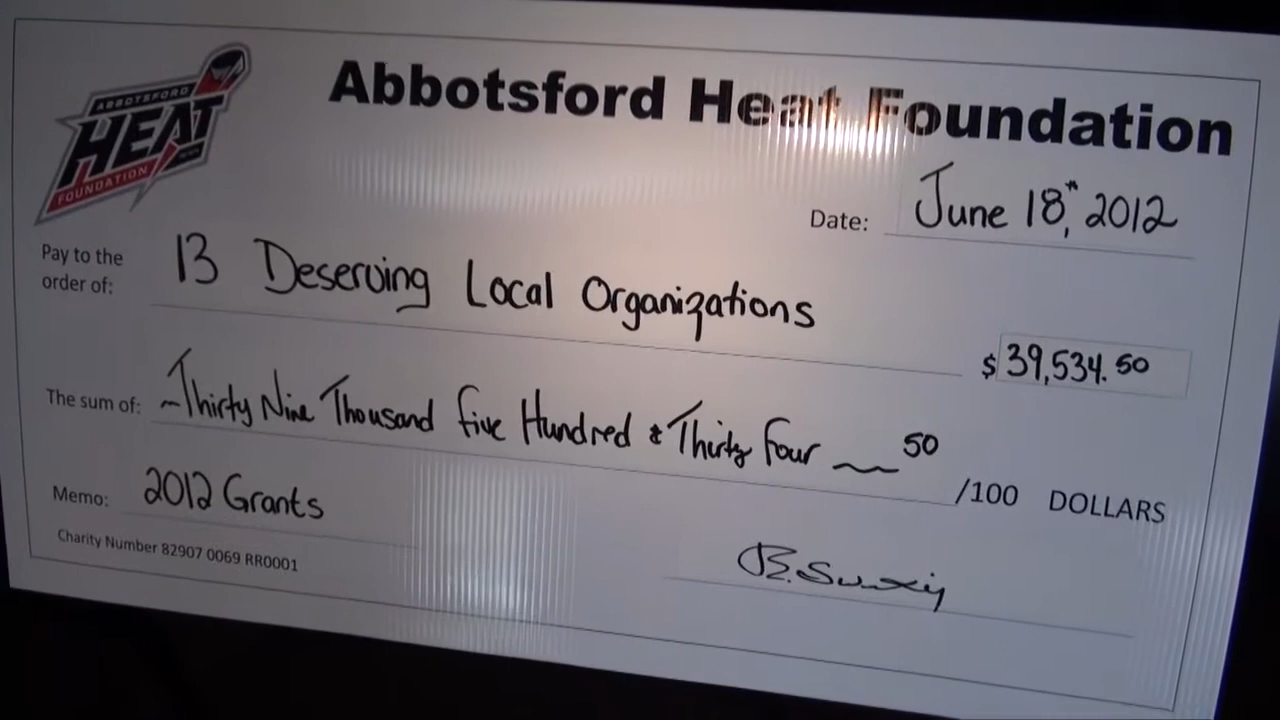 ABBOTSFORD
HEAT
FOUNDATION
Abbotsford Heat Foundation
Date: June 18, 2012
Pay to the
order of: 13 Deserving Local Organizations
$ 39,534.50
The sum of: ~Thirty Nine Thousand Five Hundred & Thirty Four 50
/100 DOLLARS
Memo: 2012 Grants
Charity Number 82907 0069 RR0001